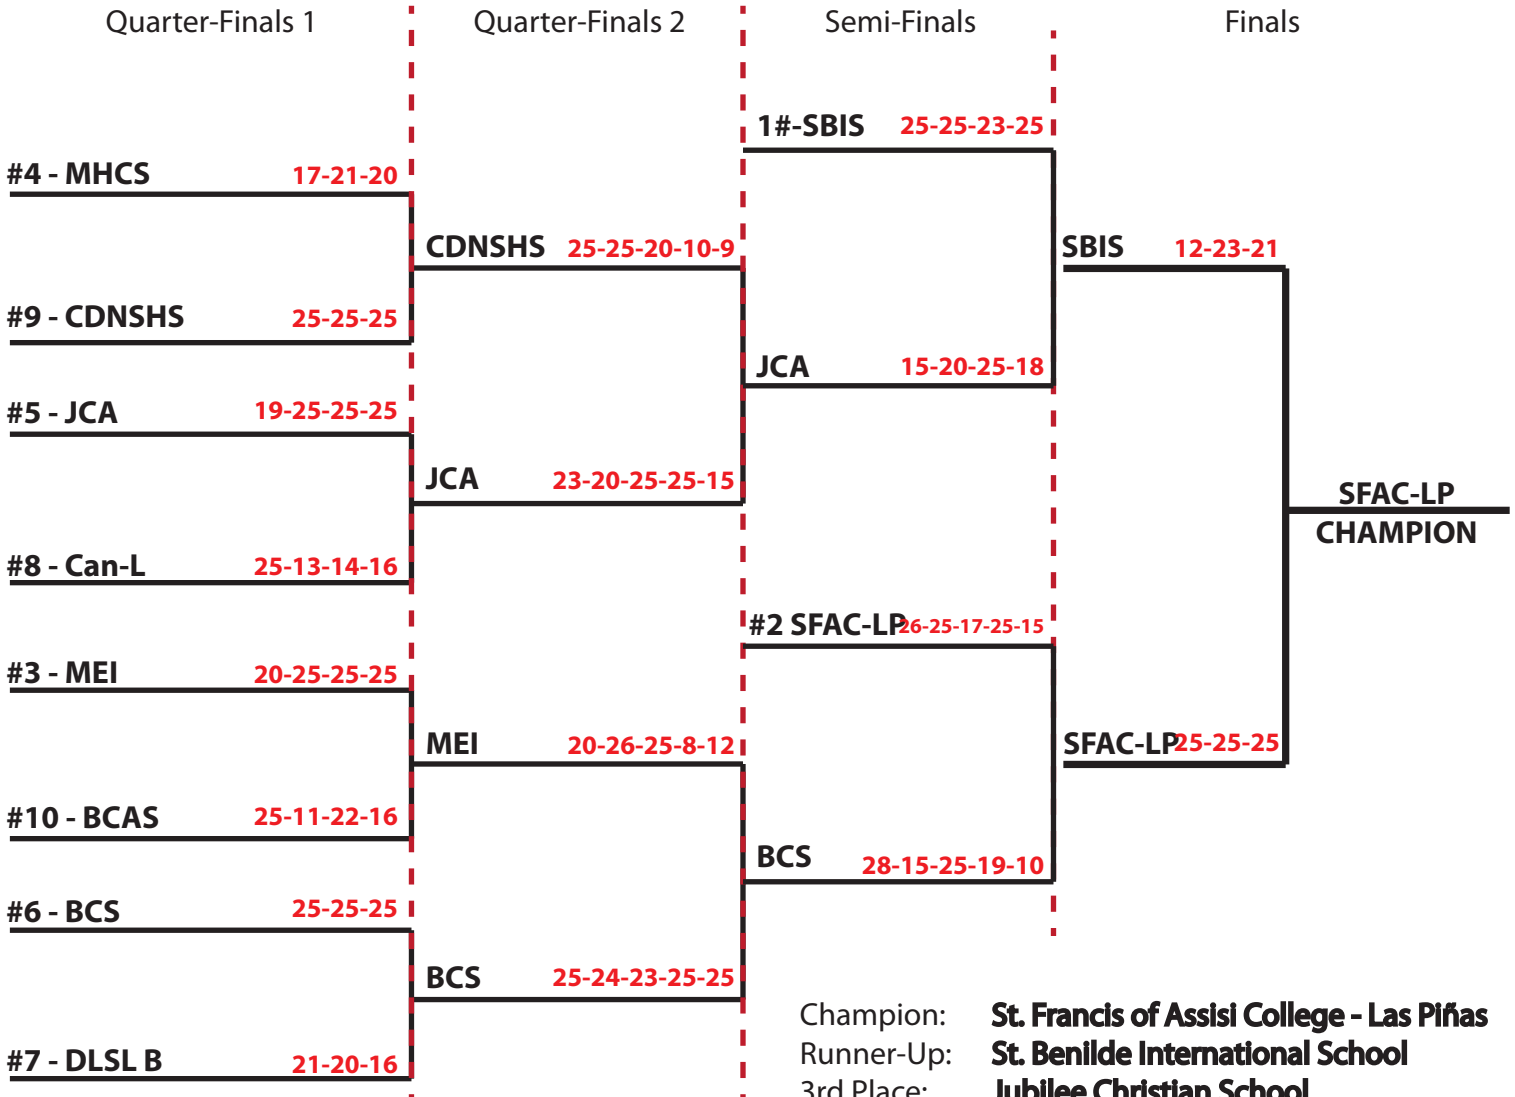 Quarter-Finals 1
Quarter-Finals 2
Semi-Finals
Finals
#4 - MHCS 17-21-20
#9 - CDNSHS 25-25-25
#5 - JCA 19-25-25-25
#8 - Can-L 25-13-14-16
#3 - MEI 20-25-25-25
#10 - BCAS 25-11-22-16
#6 - BCS 25-25-25
#7 - DLSL B 21-20-16
CDNSHS 25-25-20-10-9
JCA 23-20-25-25-15
MEI 20-26-25-8-12
BCS 25-24-23-25-25
1#-SBIS 25-25-23-25
JCA 15-20-25-18
#2 SFAC-LP 26-25-17-25-15
BCS 28-15-25-19-10
SBIS 12-23-21
SFAC-LP 25-25-25
SFAC-LP
CHAMPION
Champion: St. Francis of Assisi College - Las Piñas
Runner-Up: St. Benilde International School
3rd Place: Jubilee Christian School